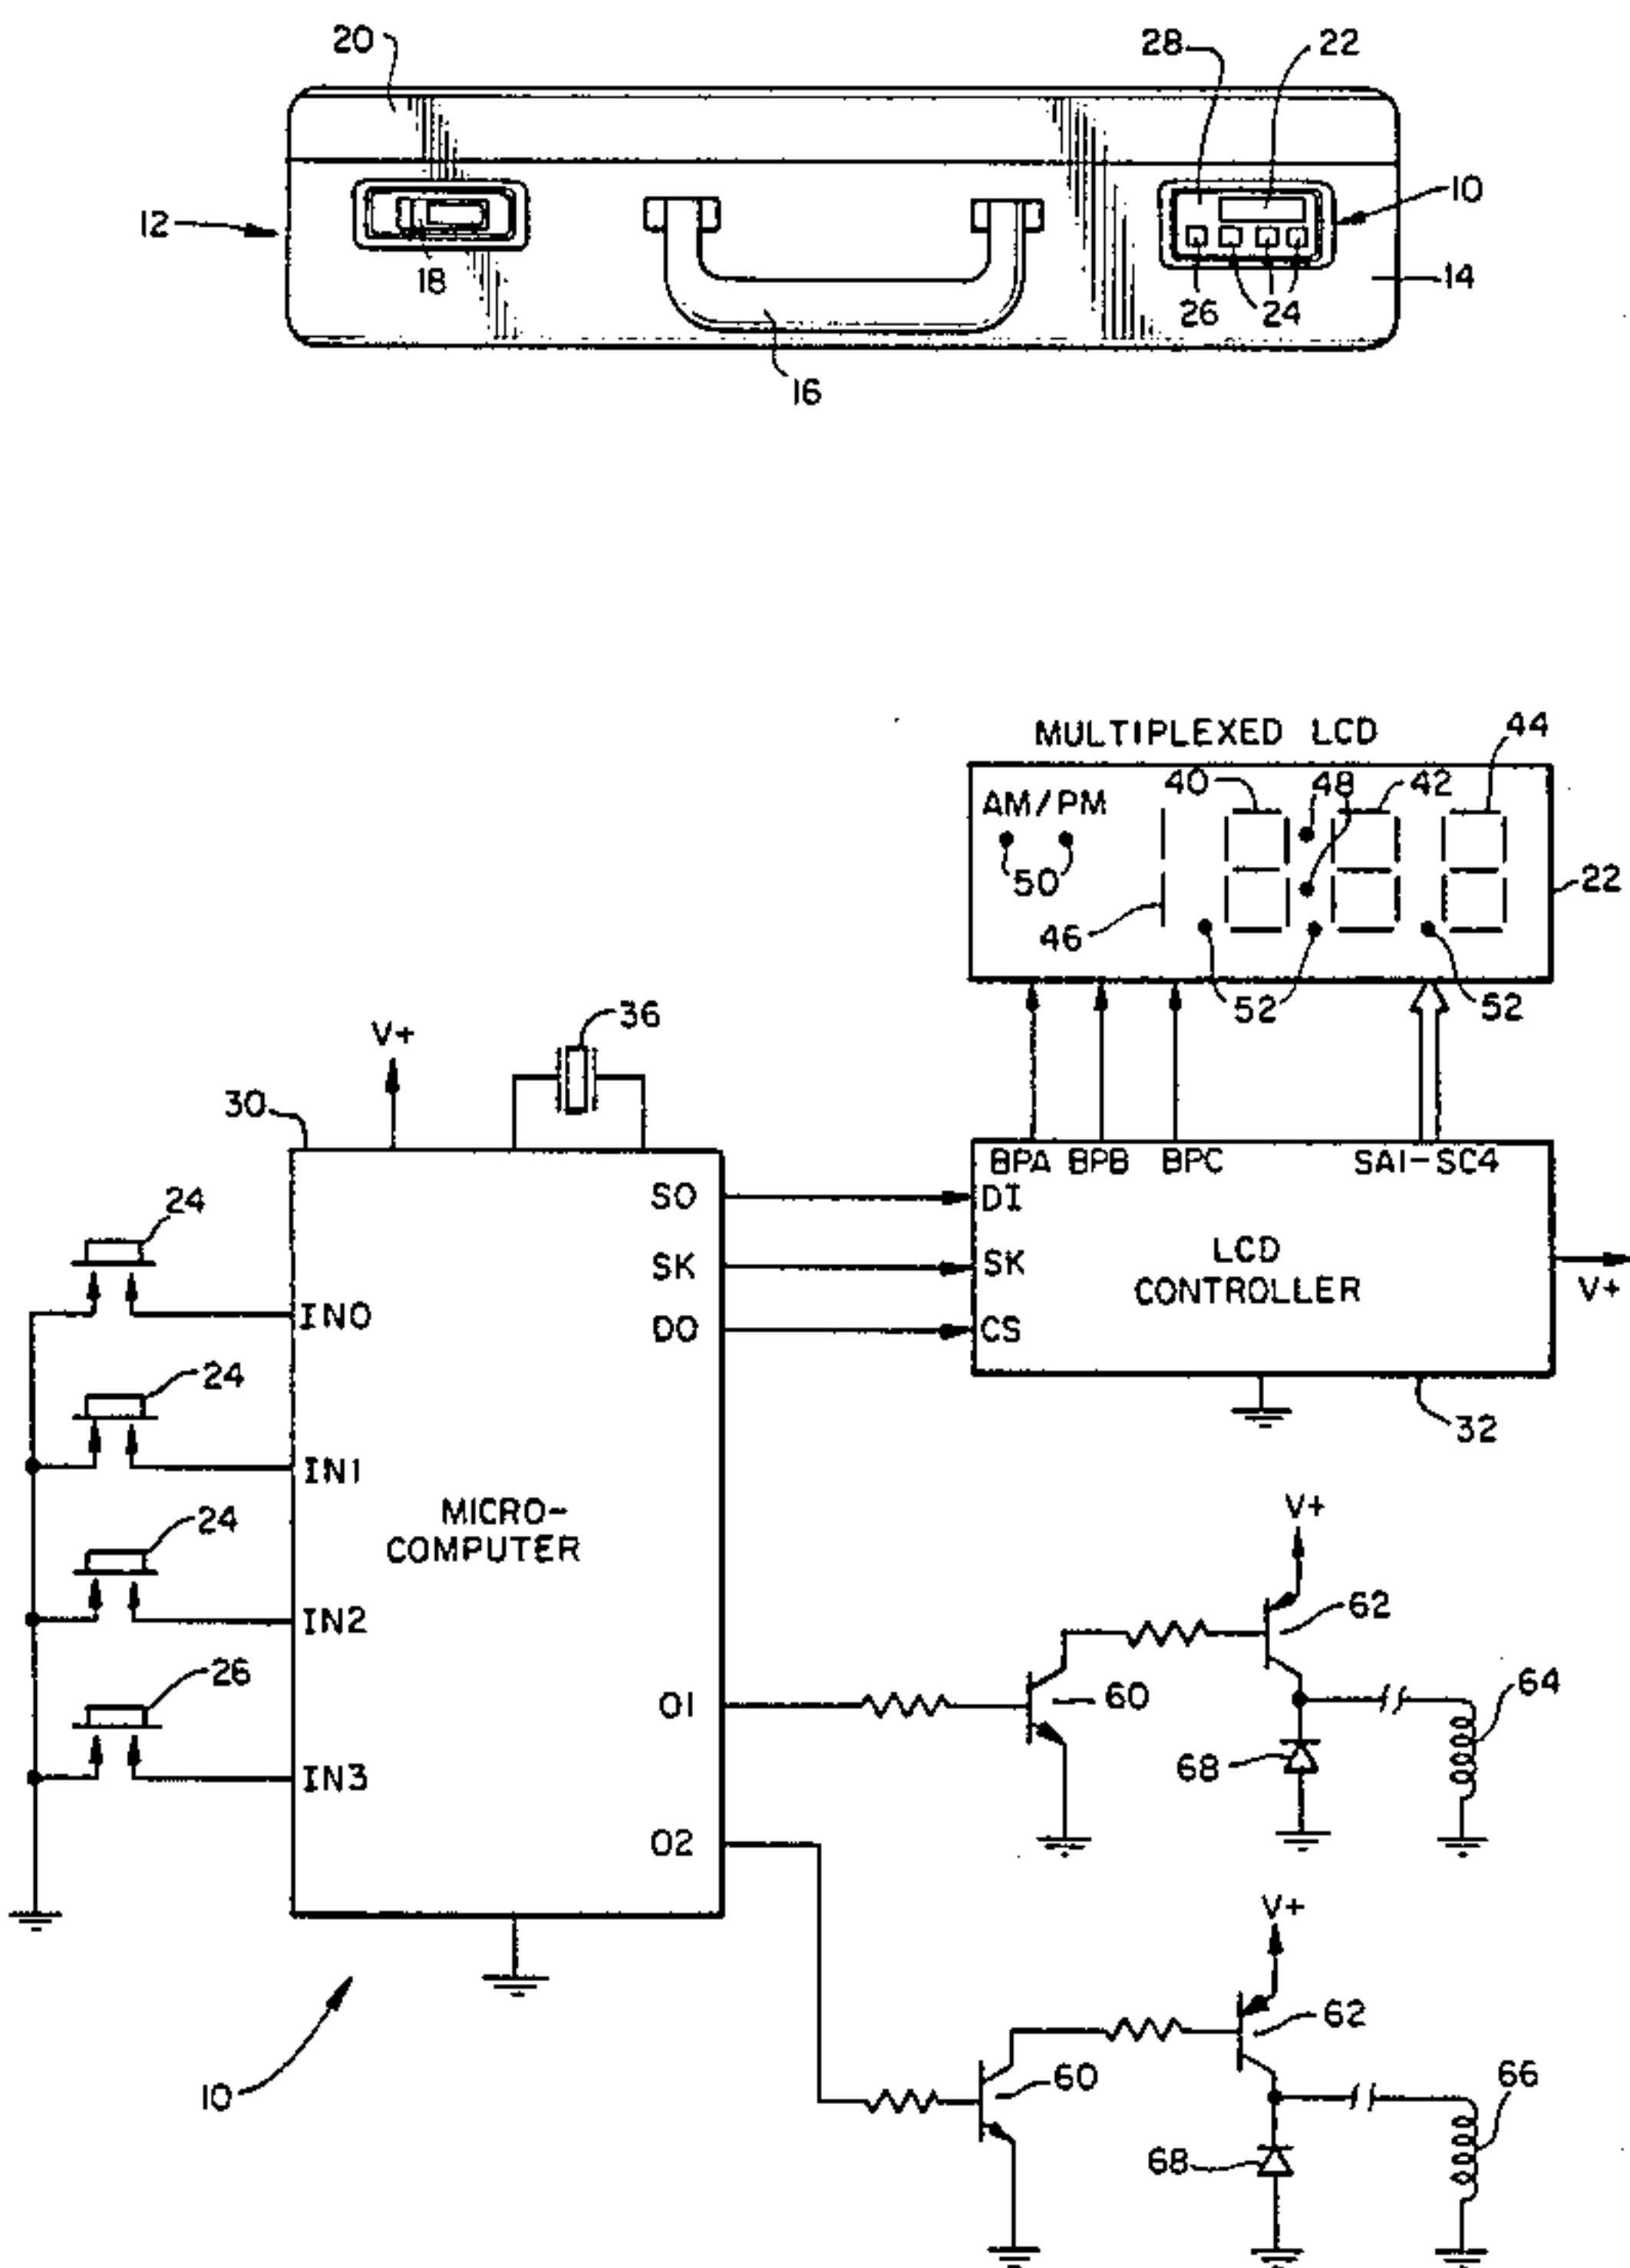 20
28
22
12
10
18
26
24
14
16
MULTIPLEXED LCD
44
AM/PM
40
48
42
50
22
46
52
52
V+
36
30
BPA BPB BPC SA1-SC4
SO
DI
24
SK
SK
LCD
CONTROLLER
V+
IN0
DO
CS
24
32
IN1
MICRO-
COMPUTER
V+
24
62
IN2
26
O1
60
64
68
IN3
O2
V+
62
10
60
66
68